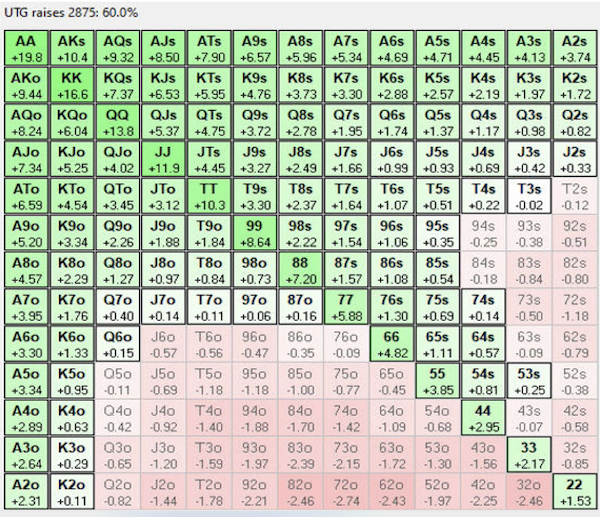 UTG raises 2875: 60.0%
AA AKs AQs AJs ATs A9s A8s A7s A6s A5s A4s A3s A2s
+19.8 +10.4 +9.32 +8.50 +7.90 +6.57 +5.96 +5.34 +4.69 +4.71 +4.45 +4.13 +3.74
AKo KK KQs KJs KTs K9s K8s K7s K6s K5s K4s K3s K2s
+9.44 +16.6 +7.37 +6.53 +5.95 +4.76 +3.71 +3.30 +2.88 +2.57 +2.19 +1.97 +1.72
AQo KQo QQ QJs QTs Q9s Q8s Q7s Q6s Q5s Q4s Q3s Q2s
+8.24 +6.04 +13.8 +5.37 +4.75 +3.72 +2.78 +1.95 +1.74 +1.37 +1.17 +0.98 +0.82
AJo KJo QJo JJ JTs J9s J8s J7s J6s J5s J4s J3s J2s
+7.34 +5.25 +4.02 +11.9 +4.45 +3.27 +2.49 +1.66 +0.99 +0.93 +0.69 +0.42 +0.33
ATo KTo QTo JTo TT T9s T8s T7s T6s T5s T4s T3s T2s
+6.59 +4.54 +3.45 +3.12 +10.3 +3.30 +2.37 +1.64 +1.07 +0.51 +0.22 -0.02 -0.12
A9o K9o Q9o J9o T9o 99 98s 97s 96s 95s 94s 93s 92s
+5.20 +3.34 +2.26 +1.88 +1.84 +8.64 +2.22 +1.54 +1.06 +0.35 -0.25 -0.38 -0.51
A8o K8o Q8o J8o T8o 98o 88 87s 86s 85s 84s 83s 82s
+4.57 +2.29 +1.27 +0.97 +0.84 +0.73 +7.20 +1.57 +1.08 +0.54 -0.18 -0.84 -0.80
A7o K7o Q7o J7o T7o 97o 87o 77 76s 75s 74s 73s 72s
+3.95 +1.76 +0.40 +0.14 +0.11 +0.06 +0.16 +5.88 +1.30 +0.69 +0.14 -0.50 -1.18
A6o K6o Q6o J6o T6o 96o 86o 76o 66 65s 64s 63s 62s
+3.30 +1.33 +0.15 -0.57 -0.56 -0.47 -0.35 -0.09 +4.82 +1.11 +0.57 -0.09 -0.79
A5o K5o Q5o J5o T5o 95o 85o 75o 65o 55 54s 53s 52s
+3.34 +0.95 -0.11 -0.69 -1.18 -1.18 -1.00 -0.77 -0.45 +3.85 +0.81 +0.25 -0.38
A4o K4o Q4o J4o T4o 94o 84o 74o 64o 54o 44 43s 42s
+2.89 +0.63 -0.42 -0.92 -1.40 -1.88 -1.70 -1.42 -1.09 -0.68 +2.95 -0.07 -0.58
A3o K3o Q3o J3o T3o 93o 83o 73o 63o 53o 43o 33 32s
+2.64 +0.29 -0.65 -1.20 -1.59 -1.97 -2.39 -2.15 -1.72 -1.30 -1.56 +2.17 -0.85
A2o K2o Q2o J2o T2o 92o 82o 72o 62o 52o 42o 32o 22
+2.31 +0.11 -0.82 -1.44 -1.78 -2.21 -2.46 -2.74 -2.43 -1.97 -2.25 -2.46 +1.53